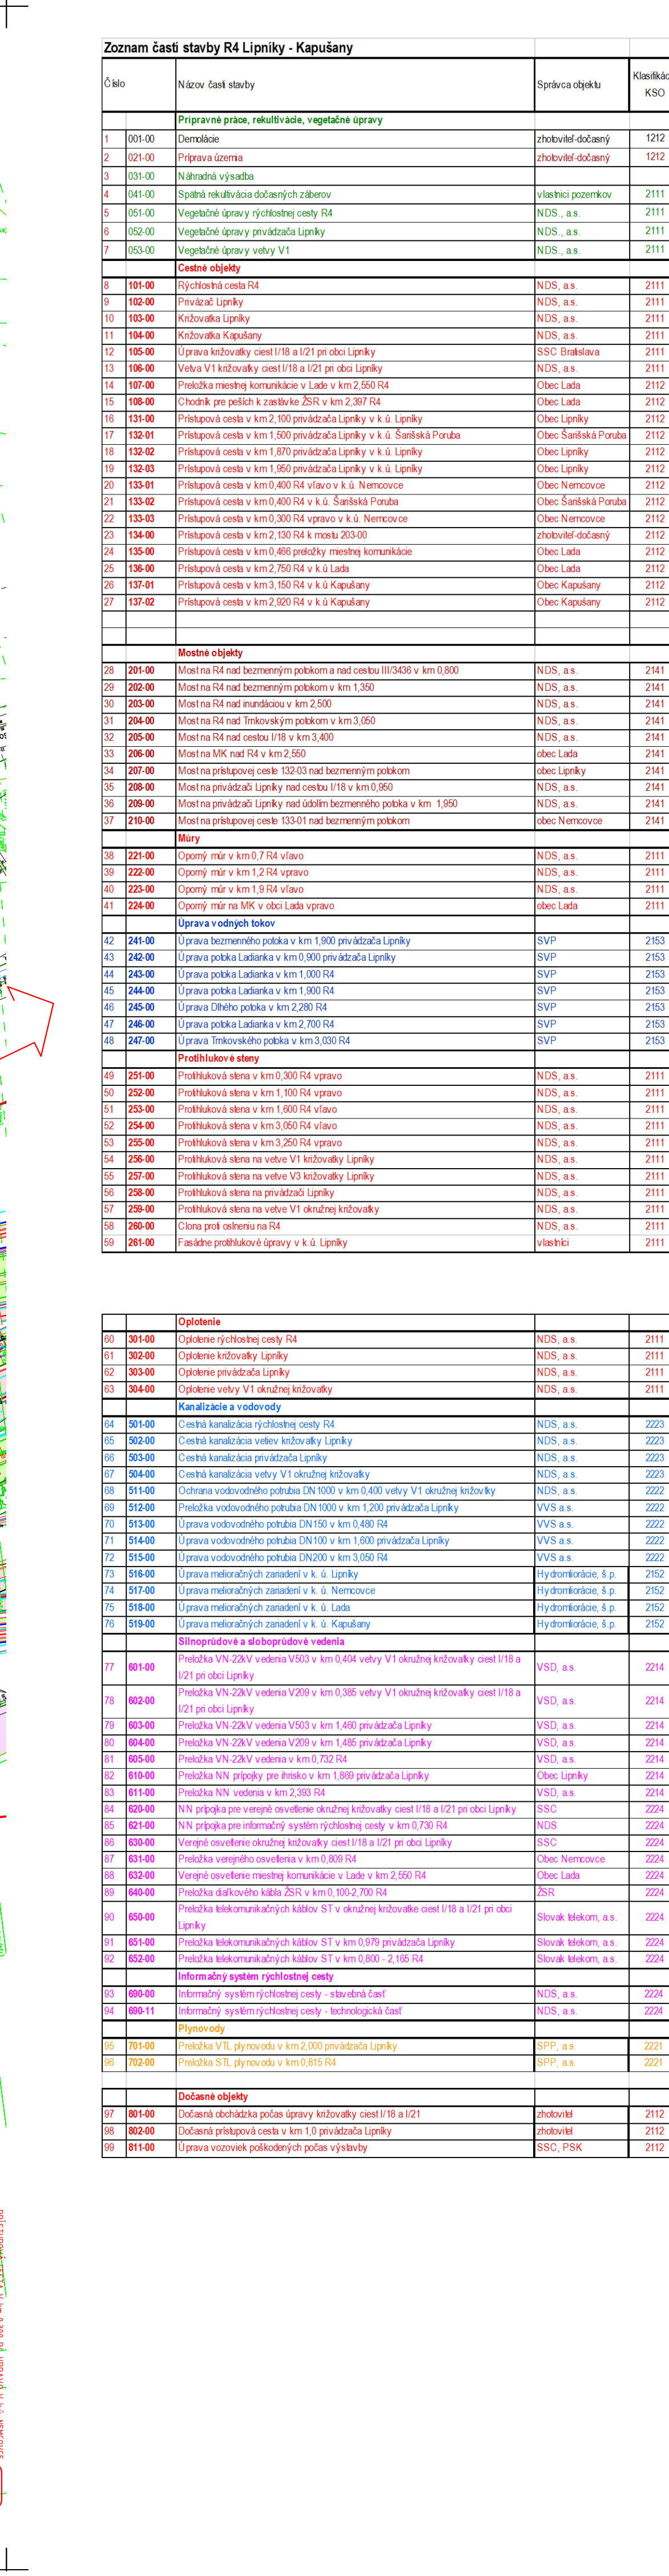 Zoznam častí stavby R4 Lipníky - Kapušany
Číslo Názov časti stavby Správca objektu Klasifikác KSO
Prípravné práce, rekultivácie, vegetačné úpravy
1 001-00 Demolácie zhotoviteľ-dočasný 1212
2 021-00 Príprava územia zhotoviteľ-dočasný 1212
3 031-00 Náhradná výsadba
4 041-00 Spätná rekultivácia dočasných záberov vlastníci pozemkov 2111
5 051-00 Vegetačné úpravy rýchlostnej cesty R4 NDS., a.s. 2111
6 052-00 Vegetačné úpravy privádzača Lipníky NDS., a.s. 2111
7 053-00 Vegetačné úpravy vetvy V1 NDS., a.s. 2111
Cestné objekty
8 101-00 Rýchlostná cesta R4 NDS, a.s. 2111
9 102-00 Privázač Lipníky NDS, a.s. 2111
10 103-00 Križovatka Lipníky NDS, a.s. 2111
11 104-00 Križovatka Kapušany NDS, a.s. 2111
12 105-00 Úprava križovatky ciest I/18 a I/21 pri obci Lipníky SSC Bratislava 2111
13 106-00 Vetva V1 križovatky ciest I/18 a I/21 pri obci Lipníky NDS, a.s. 2111
14 107-00 Preložka miestnej komunikácie v Lade v km 2,550 R4 Obec Lada 2112
15 108-00 Chodník pre peších k zastávke ŽSR v km 2,397 R4 Obec Lada 2112
16 131-00 Prístupová cesta v km 2,100 privádzača Lipníky v k.ú. Lipníky Obec Lipníky 2112
17 132-01 Prístupová cesta v km 1,500 privádzača Lipníky v k.ú. Šarišská Poruba Obec Šarišská Poruba 2112
18 132-02 Prístupová cesta v km 1,870 privádzača Lipníky v k.ú. Lipníky Obec Lipníky 2112
19 132-03 Prístupová cesta v km 1,950 privádzača Lipníky v k.ú. Lipníky Obec Lipníky 2112
20 133-01 Prístupová cesta v km 0,400 R4 vľavo v k.ú. Nemcovce Obec Nemcovce 2112
21 133-02 Prístupová cesta v km 0,400 R4 v k.ú. Šarišská Poruba Obec Šarišská Poruba 2112
22 133-03 Prístupová cesta v km 0,300 R4 vpravo v k.ú. Nemcovce Obec Nemcovce 2112
23 134-00 Prístupová cesta v km 2,130 R4 k mostu 203-00 zhotoviteľ-dočasný 2112
24 135-00 Prístupová cesta v km 0,466 preložky miestnej komunikácie Obec Lada 2112
25 136-00 Prístupová cesta v km 2,750 R4 v k.ú Lada Obec Lada 2112
26 137-01 Prístupová cesta v km 3,150 R4 v k.ú Kapušany Obec Kapušany 2112
27 137-02 Prístupová cesta v km 2,920 R4 v k.ú Kapušany Obec Kapušany 2112
Mostné objekty
28 201-00 Most na R4 nad bezmenným potokom a nad cestou III/3436 v km 0,800 NDS, a.s. 2141
29 202-00 Most na R4 nad bezmenným potokom v km 1,350 NDS, a.s. 2141
30 203-00 Most na R4 nad inundáciou v km 2,500 NDS, a.s. 2141
31 204-00 Most na R4 nad Trnkovským potokom v km 3,050 NDS, a.s. 2141
32 205-00 Most na R4 nad cestou I/18 v km 3,400 NDS, a.s. 2141
33 206-00 Most na MK nad R4 v km 2,550 obec Lada 2141
34 207-00 Most na prístupovej ceste 132-03 nad bezmenným potokom obec Lipníky 2141
35 208-00 Most na privádzači Lipníky nad cestou I/18 v km 0,950 NDS, a.s. 2141
36 209-00 Most na privádzači Lipníky nad údolím bezmenného potoka v km 1,950 NDS, a.s. 2141
37 210-00 Most na prístupovej ceste 133-01 nad bezmenným potokom obec Nemcovce 2141
Múry
38 221-00 Oporný múr v km 0,7 R4 vľavo NDS, a.s. 2111
39 222-00 Oporný múr v km 1,2 R4 vpravo NDS, a.s. 2111
40 223-00 Oporný múr v km 1,9 R4 vľavo NDS, a.s. 2111
41 224-00 Oporný múr na MK v obci Lada vpravo obec Lada 2111
Úprava vodných tokov
42 241-00 Úprava bezmenného potoka v km 1,900 privádzača Lipníky SVP 2153
43 242-00 Úprava potoka Ladianka v km 0,900 privádzača Lipníky SVP 2153
44 243-00 Úprava potoka Ladianka v km 1,000 R4 SVP 2153
45 244-00 Úprava potoka Ladianka v km 1,900 R4 SVP 2153
46 245-00 Úprava Dlhého potoka v km 2,280 R4 SVP 2153
47 246-00 Úprava potoka Ladianka v km 2,700 R4 SVP 2153
48 247-00 Úprava Trnkovského potoka v km 3,030 R4 SVP 2153
Protihlukové steny
49 251-00 Protihluková stena v km 0,300 R4 vpravo NDS, a.s. 2111
50 252-00 Protihluková stena v km 1,100 R4 vpravo NDS, a.s. 2111
51 253-00 Protihluková stena v km 1,600 R4 vľavo NDS, a.s. 2111
52 254-00 Protihluková stena v km 3,050 R4 vľavo NDS, a.s. 2111
53 255-00 Protihluková stena v km 3,250 R4 vpravo NDS, a.s. 2111
54 256-00 Protihluková stena na vetve V1 križovatky Lipníky NDS, a.s. 2111
55 257-00 Protihluková stena na vetve V3 križovatky Lipníky NDS, a.s. 2111
56 258-00 Protihluková stena na privádzači Lipníky NDS, a.s. 2111
57 259-00 Protihluková stena na vetve V1 okružnej križovatky NDS, a.s. 2111
58 260-00 Clona proti oslneniu na R4 NDS, a.s. 2111
59 261-00 Fasádne protihlukové úpravy v k.ú. Lipníky vlastníci 2111
Oplotenie
60 301-00 Oplotenie rýchlostnej cesty R4 NDS, a.s. 2111
61 302-00 Oplotenie križovatky Lipníky NDS, a.s. 2111
62 303-00 Oplotenie privádzača Lipníky NDS, a.s. 2111
63 304-00 Oplotenie vetvy V1 okružnej križovatky NDS, a.s. 2111
Kanalizácie a vodovody
64 501-00 Cestná kanalizácia rýchlostnej cesty R4 NDS, a.s. 2223
65 502-00 Cestná kanalizácia vetiev križovatky Lipníky NDS, a.s. 2223
66 503-00 Cestná kanalizácia privádzača Lipníky NDS, a.s. 2223
67 504-00 Cestná kanalizácia vetvy V1 okružnej križovatky NDS, a.s. 2223
68 511-00 Ochrana vodovodného potrubia DN1000 v km 0,400 vetvy V1 okružnej križovtky NDS, a.s. 2222
69 512-00 Preložka vodovodného potrubia DN1000 v km 1,200 privádzača Lipníky VVS a.s. 2222
70 513-00 Úprava vodovodného potrubia DN150 v km 0,480 R4 VVS a.s. 2222
71 514-00 Úprava vodovodného potrubia DN100 v km 1,600 privádzača Lipníky VVS a.s. 2222
72 515-00 Úprava vodovodného potrubia DN200 v km 3,050 R4 VVS a.s. 2222
73 516-00 Úprava melioračných zariadení v k. ú. Lipníky Hydromliorácie, š.p. 2152
74 517-00 Úprava melioračných zariadení v k. ú. Nemcovce Hydromliorácie, š.p. 2152
75 518-00 Úprava melioračných zariadení v k. ú. Lada Hydromliorácie, š.p. 2152
76 519-00 Úprava melioračných zariadení v k. ú. Kapušany Hydromliorácie, š.p. 2152
Silnoprúdové a sloboprúdové vedenia
77 601-00 Preložka VN-22kV vedenia V503 v km 0,404 vetvy V1 okružnej križovatky ciest I/18 a
I/21 pri obci Lipníky VSD, a.s. 2214
78 602-00 Preložka VN-22kV vedenia V209 v km 0,385 vetvy V1 okružnej križovatky ciest I/18 a
I/21 pri obci Lipníky VSD, a.s. 2214
79 603-00 Preložka VN-22kV vedenia V503 v km 1,460 privádzača Lipníky VSD, a.s. 2214
80 604-00 Preložka VN-22kV vedenia V209 v km 1,485 privádzača Lipníky VSD, a.s. 2214
81 605-00 Preložka VN-22kV vedenia v km 0,732 R4 VSD, a.s. 2214
82 610-00 Preložka NN prípojky pre ihrisko v km 1,869 privádzača Lipníky Obec Lipníky 2214
83 611-00 Preložka NN vedenia v km 2,393 R4 VSD, a.s. 2214
84 620-00 NN prípojka pre verejné osvetlenie okružnej križovatky ciest I/18 a I/21 pri obci Lipníky SSC 2224
85 621-00 NN prípojka pre informačný systém rýchlostnej cesty v km 0,730 R4 NDS 2224
86 630-00 Verejné osvetlenie okružnej križovatky ciest I/18 a I/21 pri obci Lipníky SSC 2224
87 631-00 Preložka verejného osvetlenia v km 0,809 R4 Obec Nemcovce 2224
88 632-00 Verejné osvetlenie miestnej komunikácie v Lade v km 2,550 R4 Obec Lada 2224
89 640-00 Preložka diaľkového kábla ŽSR v km 0,100-2,700 R4 ŽSR 2224
90 650-00 Preložka telekomunikačných káblov ST v okružnej križovatke ciest I/18 a I/21 pri obci
Lipníky Slovak telekom, a.s. 2224
91 651-00 Preložka telekomunikačných káblov ST v km 0,979 privádzača Lipníky Slovak telekom, a.s. 2224
92 652-00 Preložka telekomunikačných káblov ST v km 0,800 - 2,165 R4 Slovak telekom, a.s. 2224
Informačný systém rýchlostnej cesty
93 690-00 Informačný systém rýchlostnej cesty - stavebná časť NDS, a.s. 2224
94 690-11 Informačný systém rýchlostnej cesty - technologická časť NDS, a.s. 2224
Plynovody
95 701-00 Preložka VTL plynovodu v km 2,000 privádzača Lipníky SPP, a.s. 2221
96 702-00 Preložka STL plynovodu v km 0,815 R4 SPP, a.s. 2221
Dočasné objekty
97 801-00 Dočasná obchádzka počas úpravy križovatky ciest I/18 a I/21 zhotovitel 2112
98 802-00 Dočasná prístupová cesta v km 1,0 privádzača Lipníky zhotovitel 2112
99 811-00 Úprava vozoviek poškodených počas výstavby SSC, PSK 2112